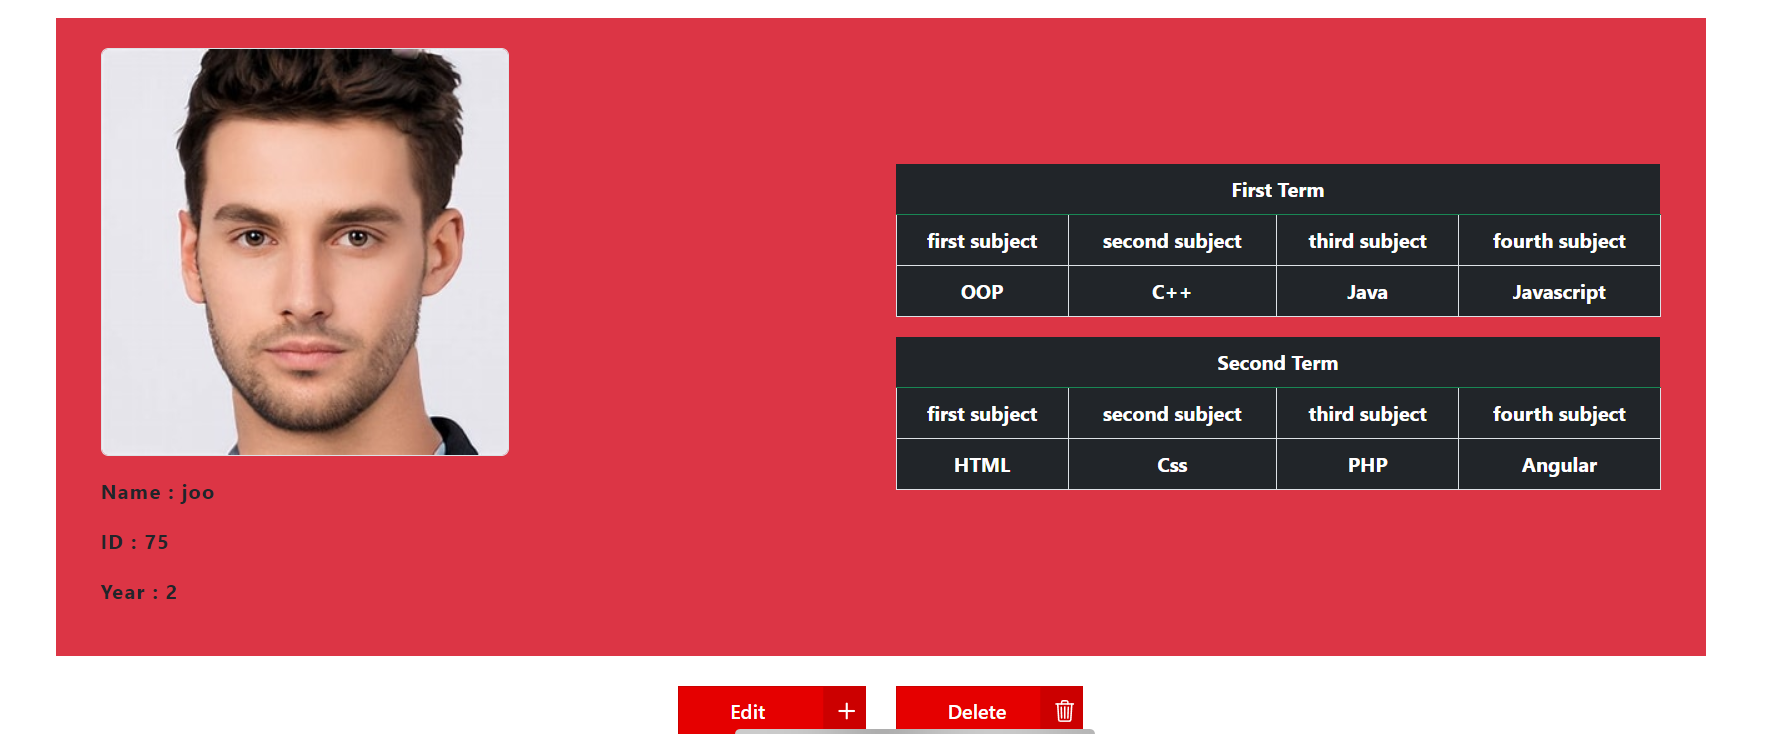 Name : joo
ID : 75
Year : 2
First Term
first subject second subject third subject fourth subject
OOP C++ Java Javascript
Second Term
first subject second subject third subject fourth subject
HTML Css PHP Angular
Edit + Delete